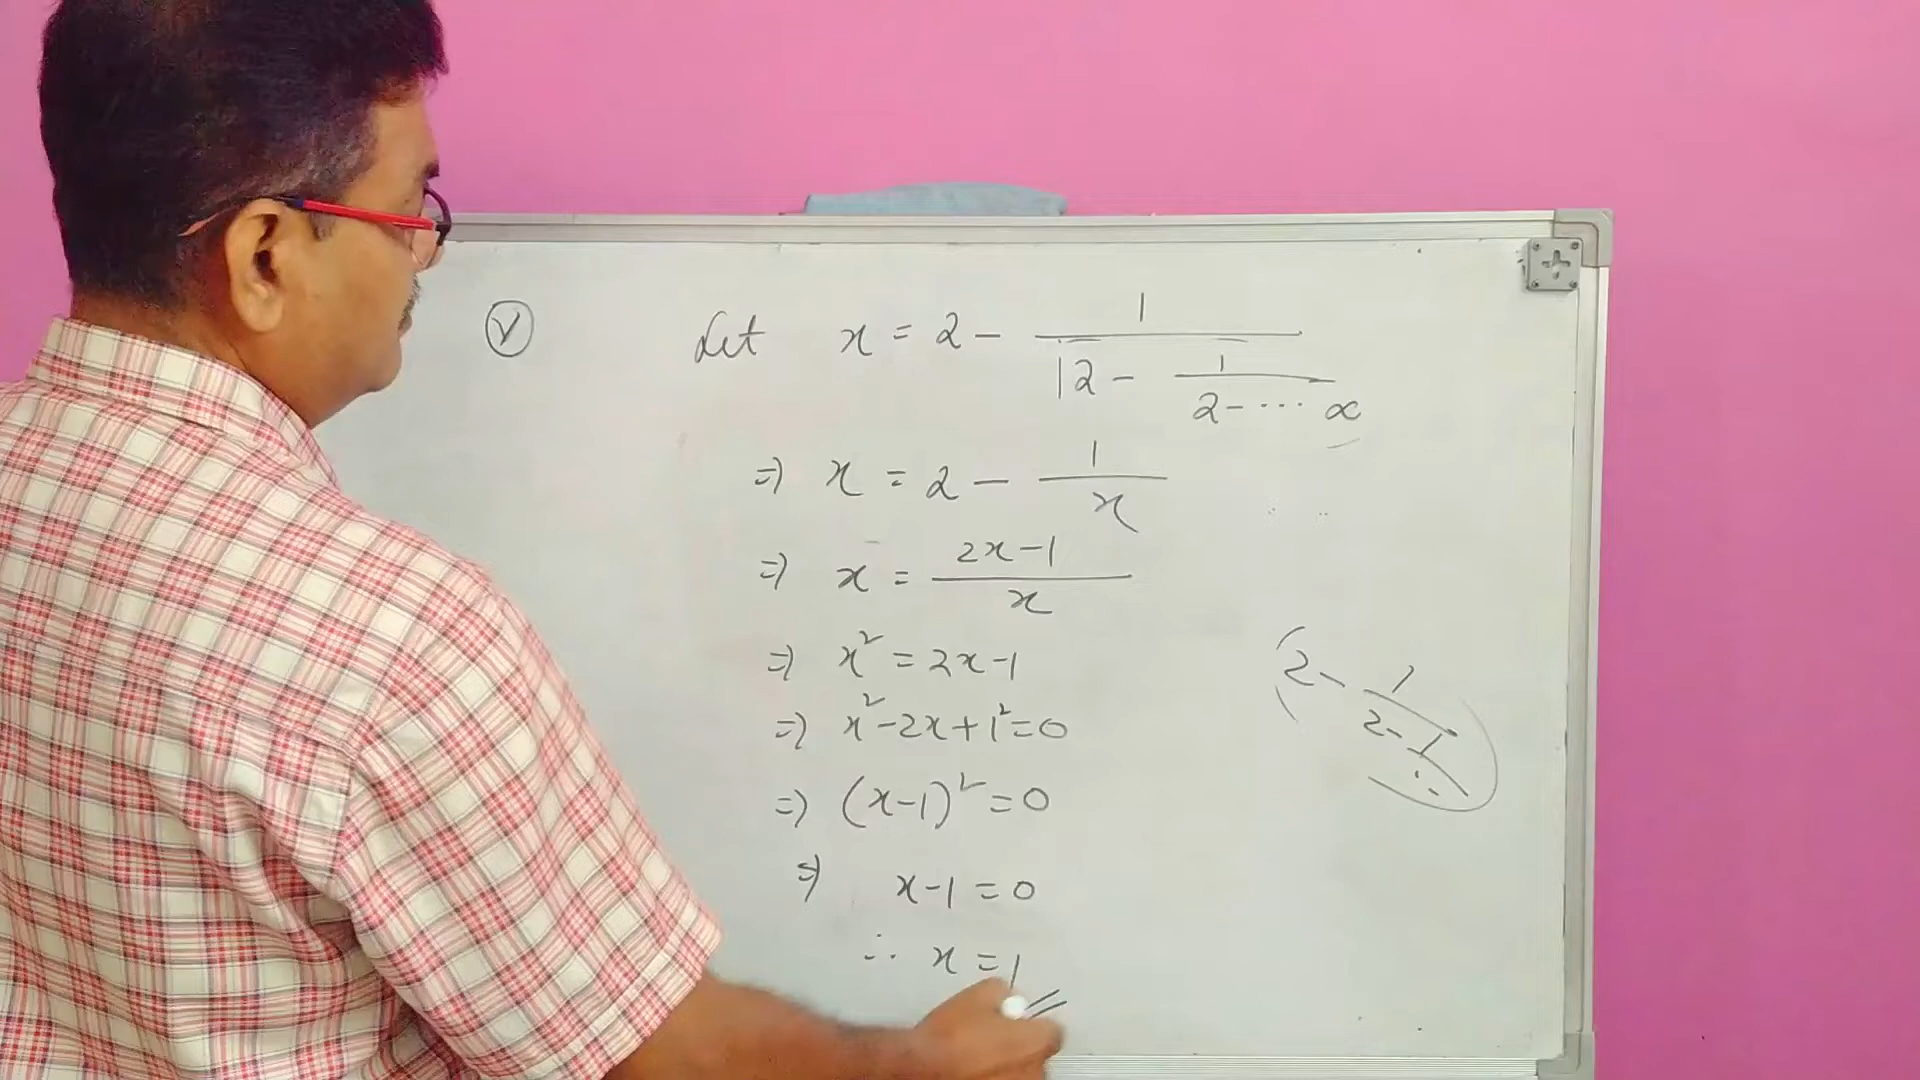 (v) Let x = 2 - 1/(12 - 1/(2 - ... ∝
=) x = 2 - 1/x
=) x = (2x-1)/x
=) x² = 2x-1
=) x²-2x+1²=0
=) (x-1)²=0
=) x-1=0
∴ x=1
(2 - 1/(2 - 1/⋱